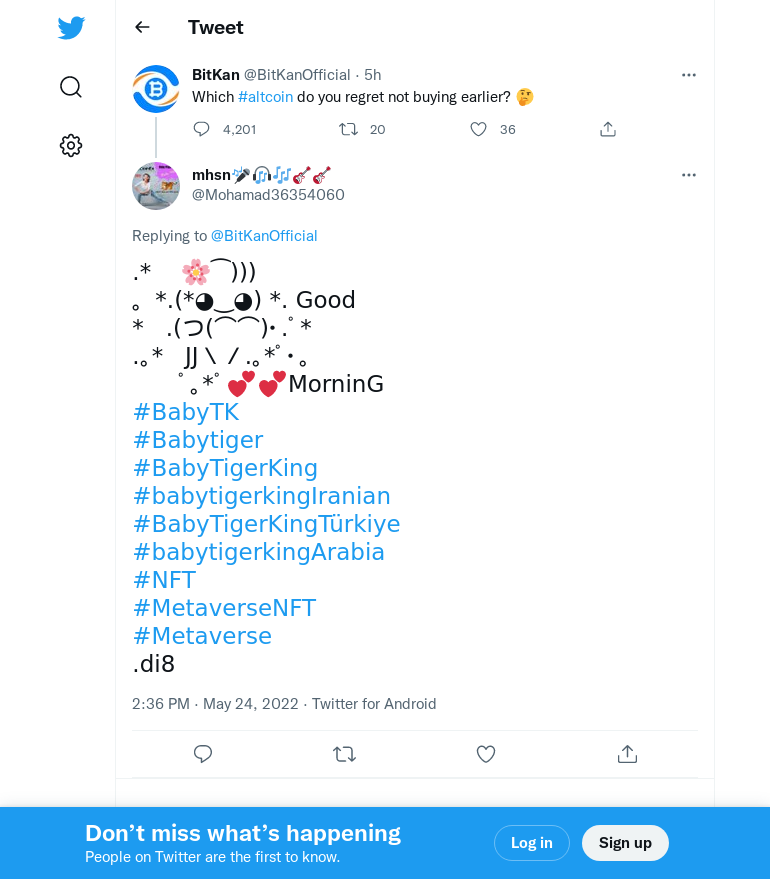 Tweet
BitKan @BitKanOfficial · 5h
Which #altcoin do you regret not buying earlier? 🤔
4,201 20 36
mhsn🎤🎧🎶🎸🎸
@Mohamad36354060
Replying to @BitKanOfficial
.* 🌸⌒)))
｡ *.(*◕‿◕) *. Good
* .(つ(⌒⌒)• .ﾟ*
.｡* JJ \ / .｡*ﾟ• ｡
ﾟ｡*ﾟ💕💕MorninG
#BabyTK
#Babytiger
#BabyTigerKing
#babytigerkingIranian
#BabyTigerKingTürkiye
#babytigerkingArabia
#NFT
#MetaverseNFT
#Metaverse
.di8
2:36 PM · May 24, 2022 · Twitter for Android
Don’t miss what’s happening
People on Twitter are the first to know.
Log in
Sign up